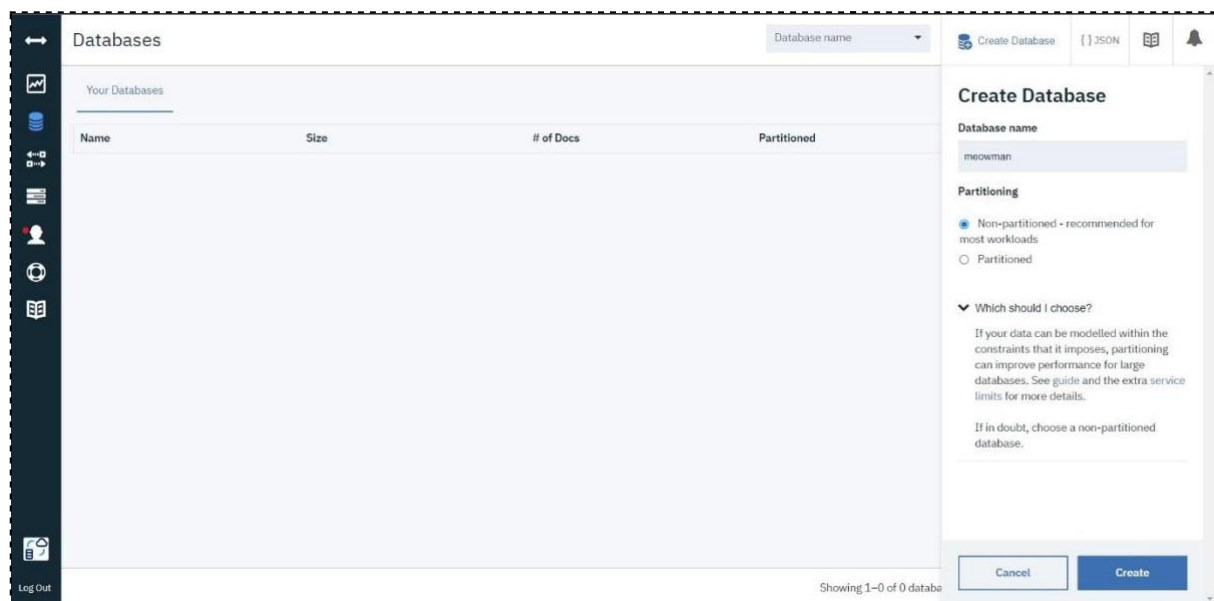 Databases
Database name
Create Database
{ } JSON
Your Databases
Name Size # of Docs Partitioned
Create Database
Database name
meowman
Partitioning
Non-partitioned - recommended for
most workloads
Partitioned
Which should I choose?
If your data can be modelled within the
constraints that it imposes, partitioning
can improve performance for large
databases. See guide and the extra service
limits for more details.
If in doubt, choose a non-partitioned
database.
Cancel
Create
Showing 1–0 of 0 databa
Log Out